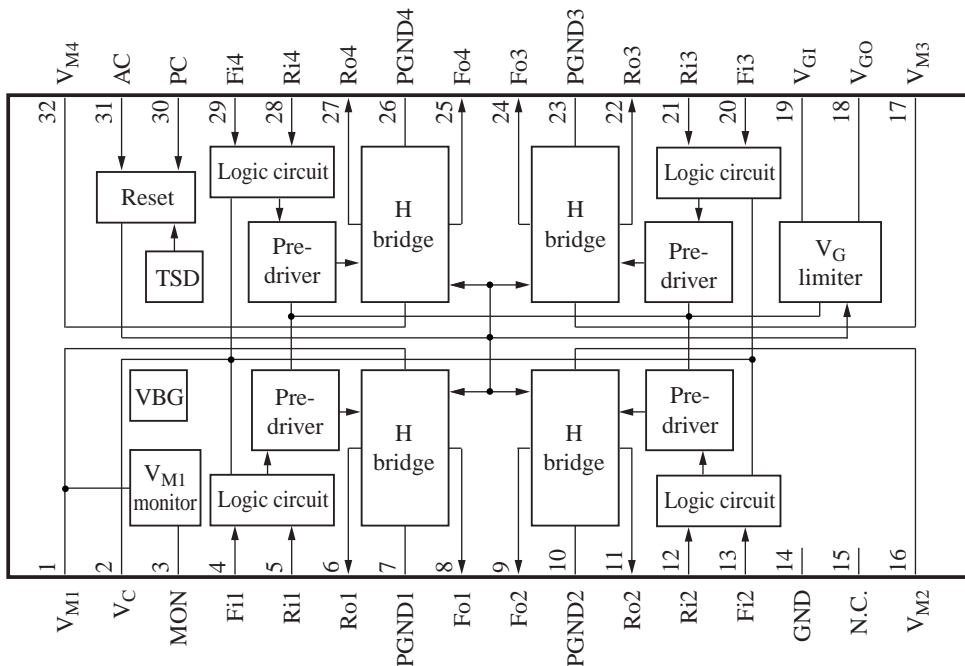 VM4 AC PC Fi4 Ri4 Ro4 PGND4 Fo4 Fo3 PGND3 Ro3 Ri3 Fi3 VGI VGO VM3
32 31 30 29 28 27 26 25 24 23 22 21 20 19 18 17
Logic circuit
Logic circuit
Reset
H
bridge
H
bridge
Pre-
driver
Pre-
driver
VG
limiter
TSD
VBG
Pre-
driver
H
bridge
H
bridge
Pre-
driver
VM1
monitor
Logic circuit
Logic circuit
1 2 3 4 5 6 7 8 9 10 11 12 13 14 15 16
VM1 VC MON Fi1 Ri1 Ro1 PGND1 Fo1 Fo2 PGND2 Ro2 Ri2 Fi2 GND N.C. VM2